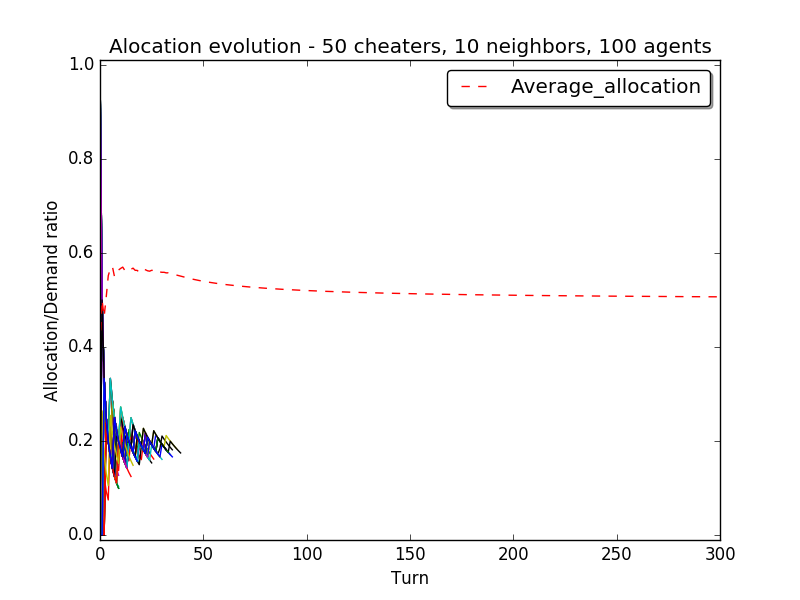 Alocation evolution - 50 cheaters, 10 neighbors, 100 agents
Average_allocation
Allocation/Demand ratio
1.0
0.8
0.6
0.4
0.2
0.0
0 50 100 150 200 250 300
Turn